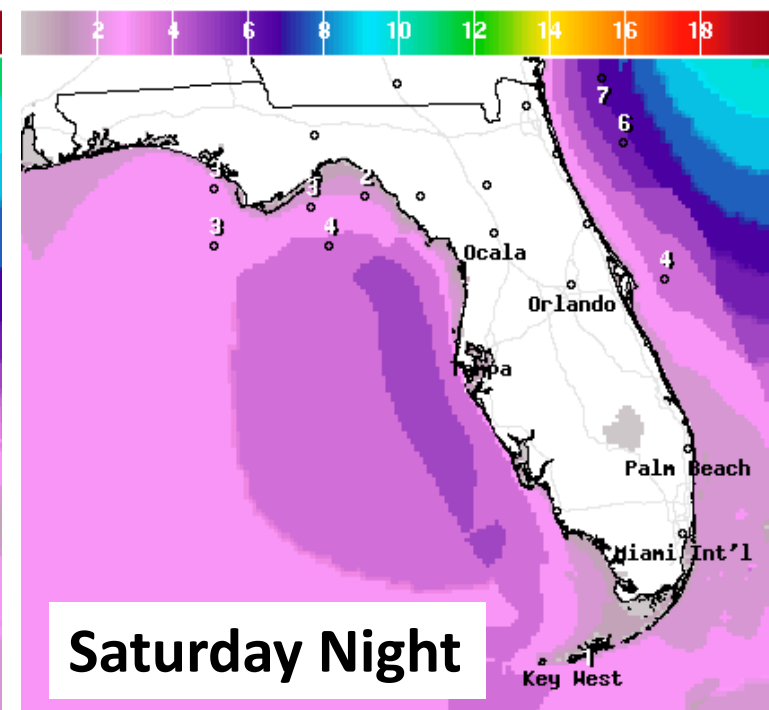 2 4 6 8 10 12 14 16 18
7
6
3
3
2
3
4
4
Ocala
Orlando
Tampa
Palm Beach
Miami Int'l
Key West
Saturday Night